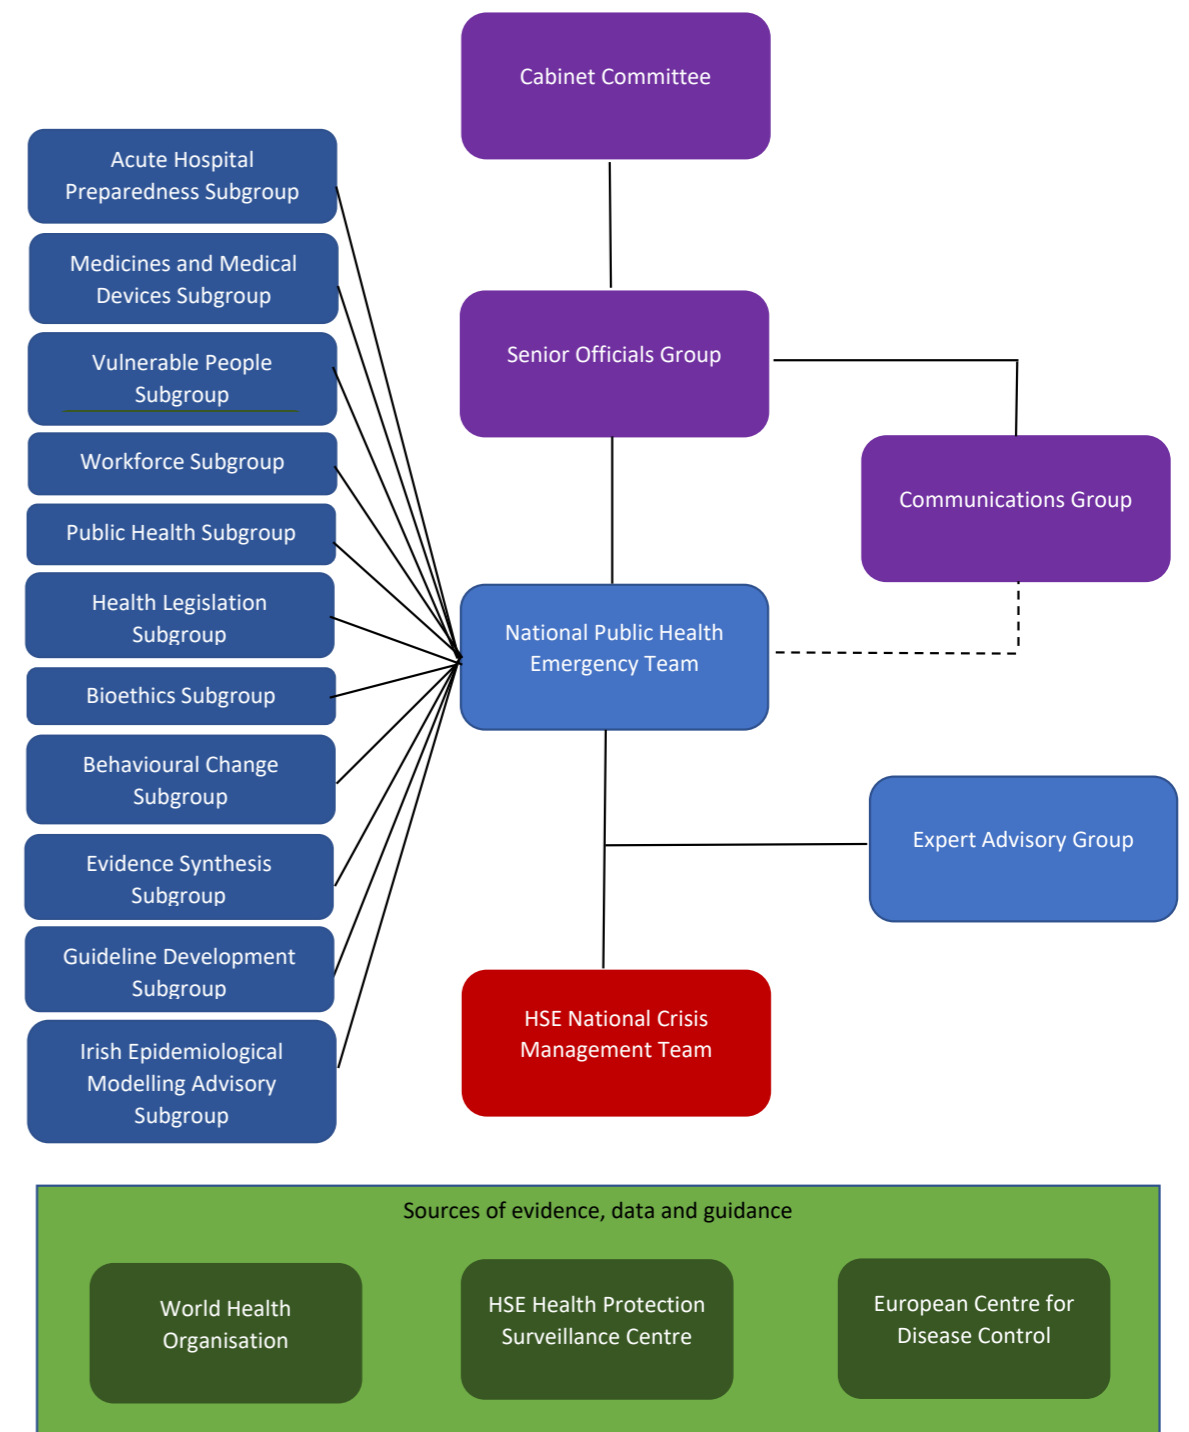 Cabinet Committee
Acute Hospital
Preparedness Subgroup
Medicines and Medical
Devices Subgroup
Vulnerable People
Subgroup
Workforce Subgroup
Public Health Subgroup
Health Legislation
Subgroup
Bioethics Subgroup
Behavioural Change
Subgroup
Evidence Synthesis
Subgroup
Guideline Development
Subgroup
Irish Epidemiological
Modelling Advisory
Subgroup
Senior Officials Group
Communications Group
National Public Health
Emergency Team
Expert Advisory Group
HSE National Crisis
Management Team
Sources of evidence, data and guidance
World Health
Organisation
HSE Health Protection
Surveillance Centre
European Centre for
Disease Control